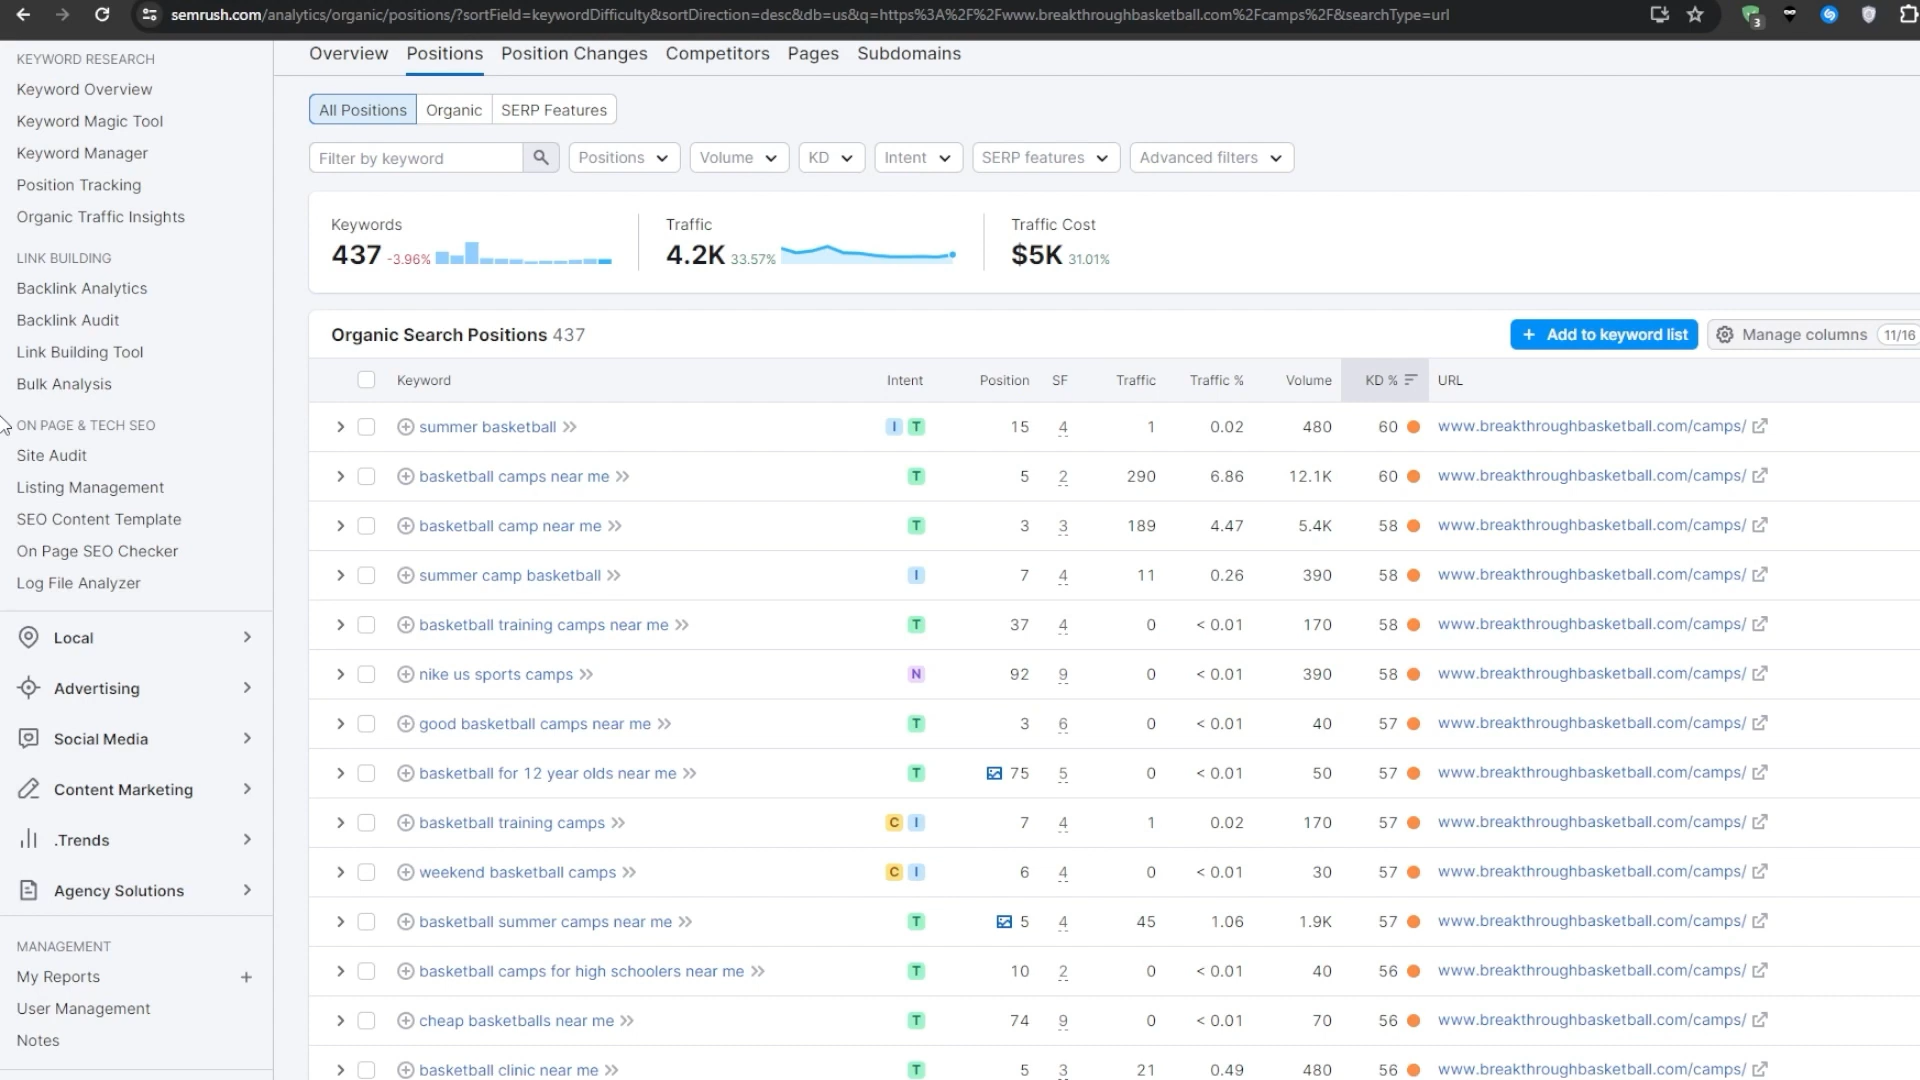 semrush.com/analytics/organic/positions/?sortField=keywordDifficulty&sortDirection=desc&db=us&q=https%3A%2F%2Fwww.breakthroughbasketball.com%2Fcamps%2F&searchType=url
3
KEYWORD RESEARCH
Keyword Overview
Keyword Magic Tool
Keyword Manager
Position Tracking
Organic Traffic Insights
LINK BUILDING
Backlink Analytics
Backlink Audit
Link Building Tool
Bulk Analysis
ON PAGE & TECH SEO
Site Audit
Listing Management
SEO Content Template
On Page SEO Checker
Log File Analyzer
Local
Advertising
Social Media
Content Marketing
.Trends
Agency Solutions
MANAGEMENT
My Reports +
User Management
Notes
Overview Positions Position Changes Competitors Pages Subdomains
All Positions Organic SERP Features
Filter by keyword Positions Volume KD Intent SERP features Advanced filters
Keywords Traffic Traffic Cost
437 -3.96% 4.2K 33.57% $5K 31.01%
Organic Search Positions 437 + Add to keyword list Manage columns 11/16
Keyword Intent Position SF Traffic Traffic % Volume KD % URL
summer basketball I T 15 4 1 0.02 480 60 www.breakthroughbasketball.com/camps/
basketball camps near me T 5 2 290 6.86 12.1K 60 www.breakthroughbasketball.com/camps/
basketball camp near me T 3 3 189 4.47 5.4K 58 www.breakthroughbasketball.com/camps/
summer camp basketball I 7 4 11 0.26 390 58 www.breakthroughbasketball.com/camps/
basketball training camps near me T 37 4 0 < 0.01 170 58 www.breakthroughbasketball.com/camps/
nike us sports camps N 92 9 0 < 0.01 390 58 www.breakthroughbasketball.com/camps/
good basketball camps near me T 3 6 0 < 0.01 40 57 www.breakthroughbasketball.com/camps/
basketball for 12 year olds near me T 75 5 0 < 0.01 50 57 www.breakthroughbasketball.com/camps/
basketball training camps C I 7 4 1 0.02 170 57 www.breakthroughbasketball.com/camps/
weekend basketball camps C I 6 4 0 < 0.01 30 57 www.breakthroughbasketball.com/camps/
basketball summer camps near me T 5 4 45 1.06 1.9K 57 www.breakthroughbasketball.com/camps/
basketball camps for high schoolers near me T 10 2 0 < 0.01 40 56 www.breakthroughbasketball.com/camps/
cheap basketballs near me T 74 9 0 < 0.01 70 56 www.breakthroughbasketball.com/camps/
basketball clinic near me T 5 3 21 0.49 480 56 www.breakthroughbasketball.com/camps/